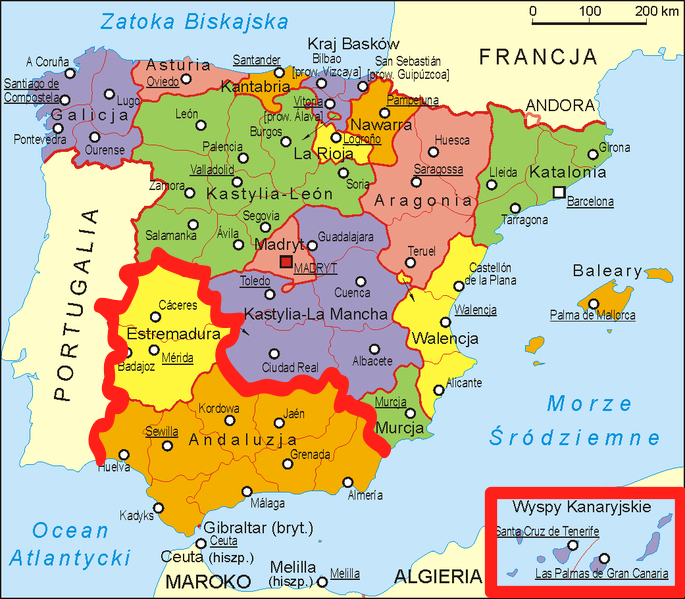 Zatoka Biskajska
0 100 200 km
FRANCJA
ANDORA
Kraj Basków
A Coruña
Santiago de
Compostela
Lugo
Galicja
Pontevedra
Ourense
Asturia
Oviedo
Santander
Kantabria
Bilbao
[prow. Vizcaya]
San Sebastián
[prow. Guipúzcoa]
Vitoria
[prow. Álava]
Pampeluna
Nawarra
Logroño
La Rioja
León
Burgos
Palencia
Valladolid
Zamora
Kastylia-León
Soria
Segovia
Salamanka
Ávila
Huesca
Saragossa
Aragonia
Teruel
Girona
Lleida
Katalonia
Barcelona
Tarragona
PORTUGALIA
Madryt
MADRYT
Guadalajara
Toledo
Cuenca
Kastylia-La Mancha
Ciudad Real
Albacete
Cáceres
Estremadura
Badajoz
Mérida
Castellón
de la Plana
Walencja
Walencja
Alicante
Baleary
Palma de Mallorca
Murcja
Murcja
Kordowa
Jaén
Sewilla
Andaluzja
Huelva
Grenada
Almería
Málaga
Kadyks
Morze
Śródziemne
Ocean
Atlantycki
Gibraltar (bryt.)
Ceuta
Ceuta (hiszp.)
Melilla
(hiszp.)
Melilla
MAROKO
ALGIERIA
Wyspy Kanaryjskie
Santa Cruz de Tenerife
Las Palmas de Gran Canaria